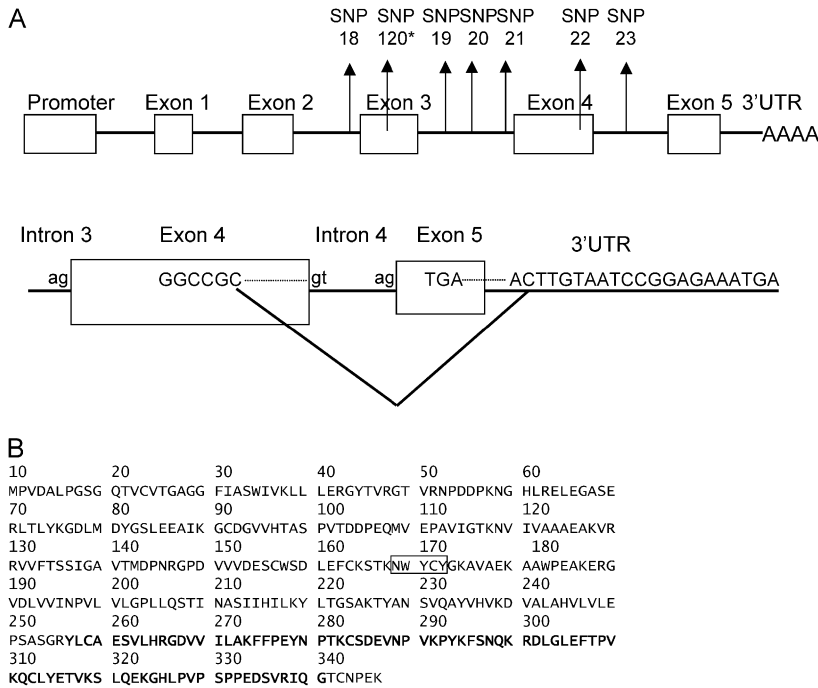 A
SNP SNP SNP SNP SNP SNP SNP
18 120* 19 20 21 22 23
Promoter Exon 1 Exon 2 Exon 3 Exon 4 Exon 5 3’UTR
AAAA
Intron 3 Exon 4 Intron 4 Exon 5 3’UTR
ag GGCCGC gt ag TGA ACTTGTAATCCGGAGAAATGA
B
10 20 30 40 50 60
MPVDALPGSG QTVCVTGAGG FIASWIVKLL LERGYTVRGT VRNPDDPKNG HLRELEGASE
70 80 90 100 110 120
RLTLYKGDLM DYGSLEEAIK GCDGVVHTAS PVTDDPEQMV EPAVIGTKNV IVAAAEAKVR
130 140 150 160 170 180
RVVFTSSIGA VTMDPNRGPD VVVDESCWSD LEFCKSTKNW YCYGKAVAEK AAWPEAKERG
190 200 210 220 230 240
VDLVVINPVL VLGPLLQSTI NASIIHILKY LTGSAKTYAN SVQAYVHVKD VALAHVLVLE
250 260 270 280 290 300
PSASGRYLCA ESVLHRGDVV ILAKFFPEYN PTKCSDEVNP VKPYKFSNQK RDLGLEFTPV
310 320 330 340
KQCLYETVKS LQEKGHLPVP SPPEDSVRIQ GTCNPEK